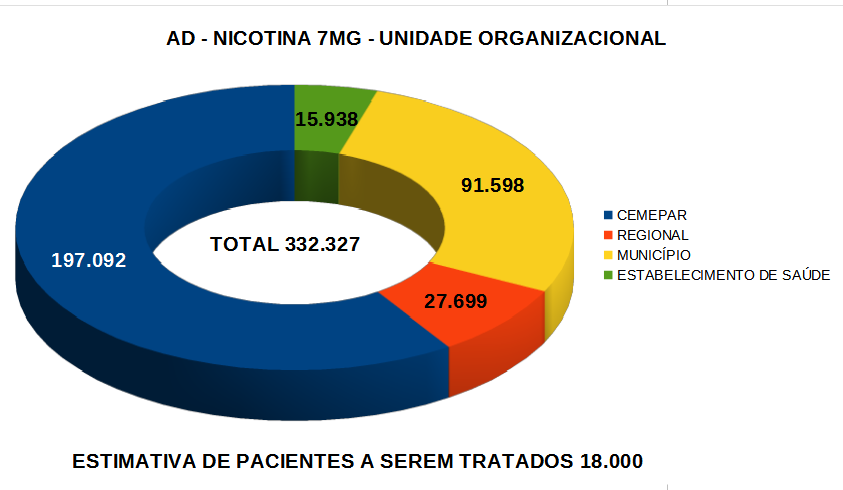 AD - NICOTINA 7MG - UNIDADE ORGANIZACIONAL
15.938
91.598
197.092
TOTAL 332.327
27.699
CEMEPAR
REGIONAL
MUNICÍPIO
ESTABELECIMENTO DE SAÚDE
ESTIMATIVA DE PACIENTES A SEREM TRATADOS 18.000